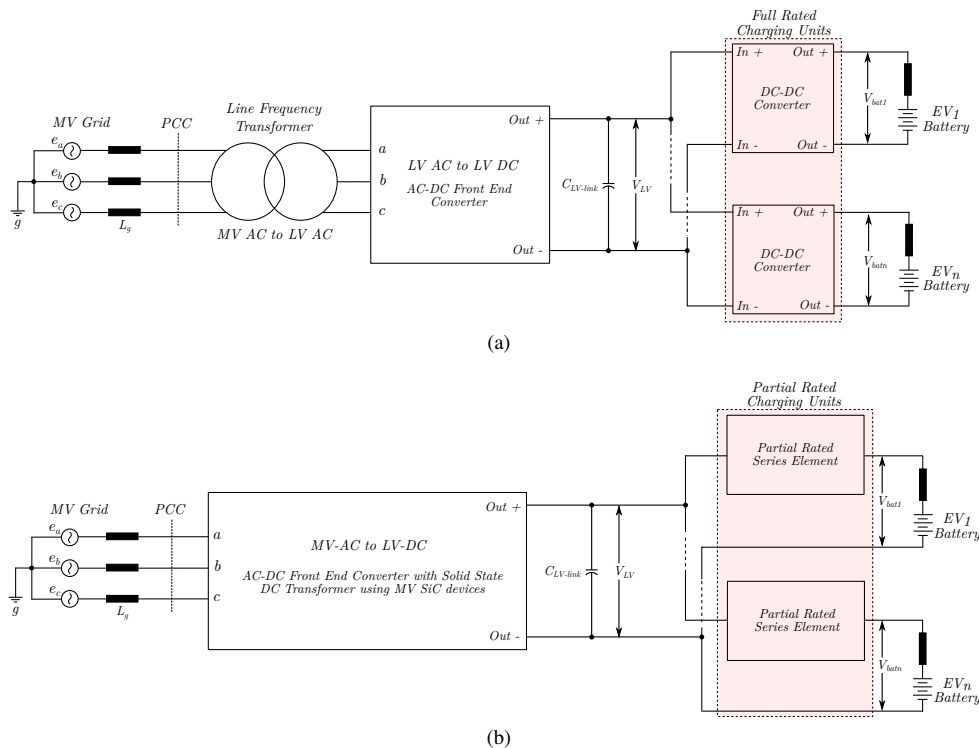 Full Rated
Charging Units
In +
Out +
DC-DC
Converter
In -
Out -
V_bat1
EV_1
Battery
Line Frequency
Transformer
MV Grid
PCC
e_a
e_b
e_c
g
L_g
MV AC to LV AC
a
b
c
LV AC to LV DC
AC-DC Front End
Converter
Out +
Out -
C_LV-link
V_LV
In +
Out +
DC-DC
Converter
In -
Out -
V_batn
EV_n
Battery
(a)
Partial Rated
Charging Units
Partial Rated
Series Element
V_bat1
EV_1
Battery
MV Grid
PCC
e_a
e_b
e_c
g
L_g
a
b
c
MV-AC to LV-DC
AC-DC Front End Converter with Solid State
DC Transformer using MV SiC devices
Out +
Out -
C_LV-link
V_LV
Partial Rated
Series Element
V_batn
EV_n
Battery
(b)